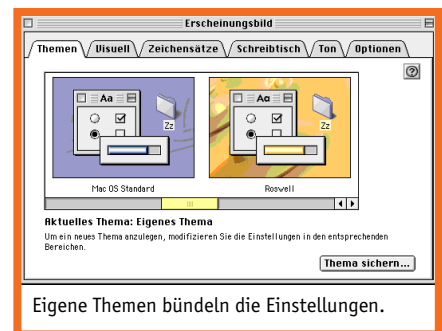 Erscheinungsbild
Themen Visuell Zeichensätze Schreibtisch Ton Optionen
?
Aa Aa
Zz Zz
Mac OS Standard Roswell
Aktuelles Thema: Eigenes Thema
Um ein neues Thema anzulegen, modifizieren Sie die Einstellungen in den entsprechenden
Bereichen.
Thema sichern...
Eigene Themen bündeln die Einstellungen.